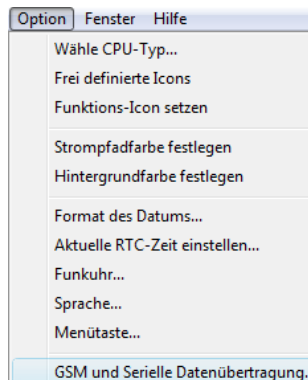 Option Fenster Hilfe
Wähle CPU-Typ...
Frei definierte Icons
Funktions-Icon setzen
Strompfadfarbe festlegen
Hintergrundfarbe festlegen
Format des Datums...
Aktuelle RTC-Zeit einstellen...
Funkuhr...
Sprache...
Menütaste...
GSM und Serielle Datenübertragung.